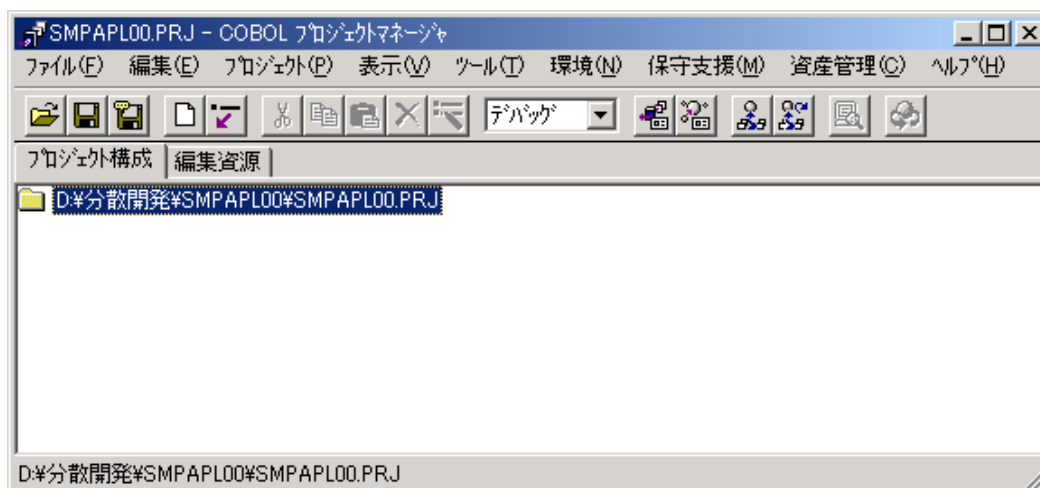 SMPAPL00.PRJ - COBOL ﾌﾟﾛｼﾞｪｸﾄﾏﾈｰｼﾞｬ
ﾌｧｲﾙ(F) 編集(E) ﾌﾟﾛｼﾞｪｸﾄ(P) 表示(V) ﾂｰﾙ(T) 環境(N) 保守支援(M) 資産管理(C) ﾍﾙﾌﾟ(H)
ﾃﾞﾊﾞｯｸﾞ
ﾌﾟﾛｼﾞｪｸﾄ構成 編集資源
D:¥分散開発¥SMPAPL00¥SMPAPL00.PRJ
D:¥分散開発¥SMPAPL00¥SMPAPL00.PRJ